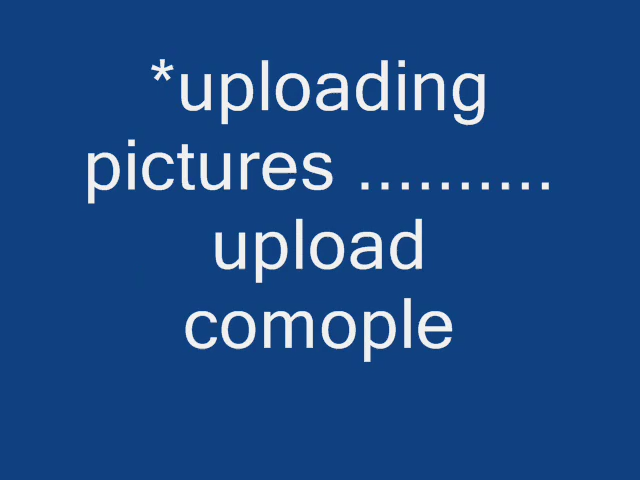 *uploading
pictures ..........
upload
comople